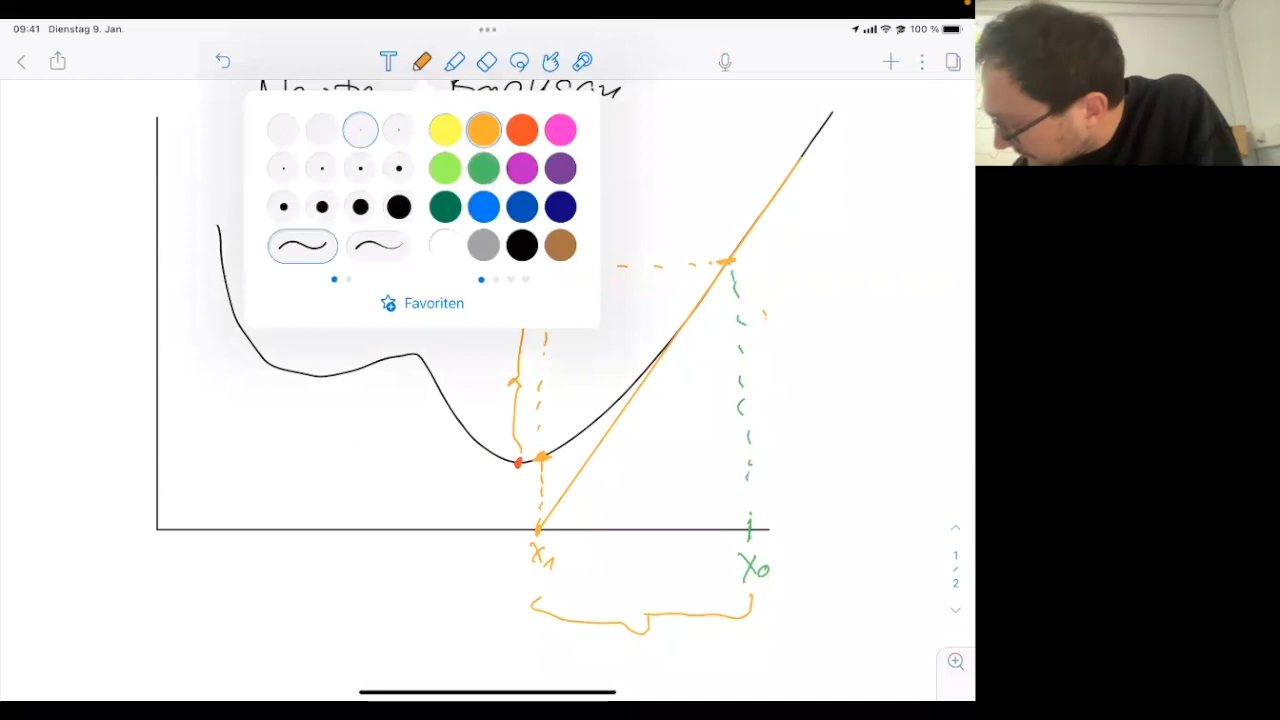 09:41 Dienstag 9. Jan.
100 %
T
Favoriten
x₁
x₀
1
2